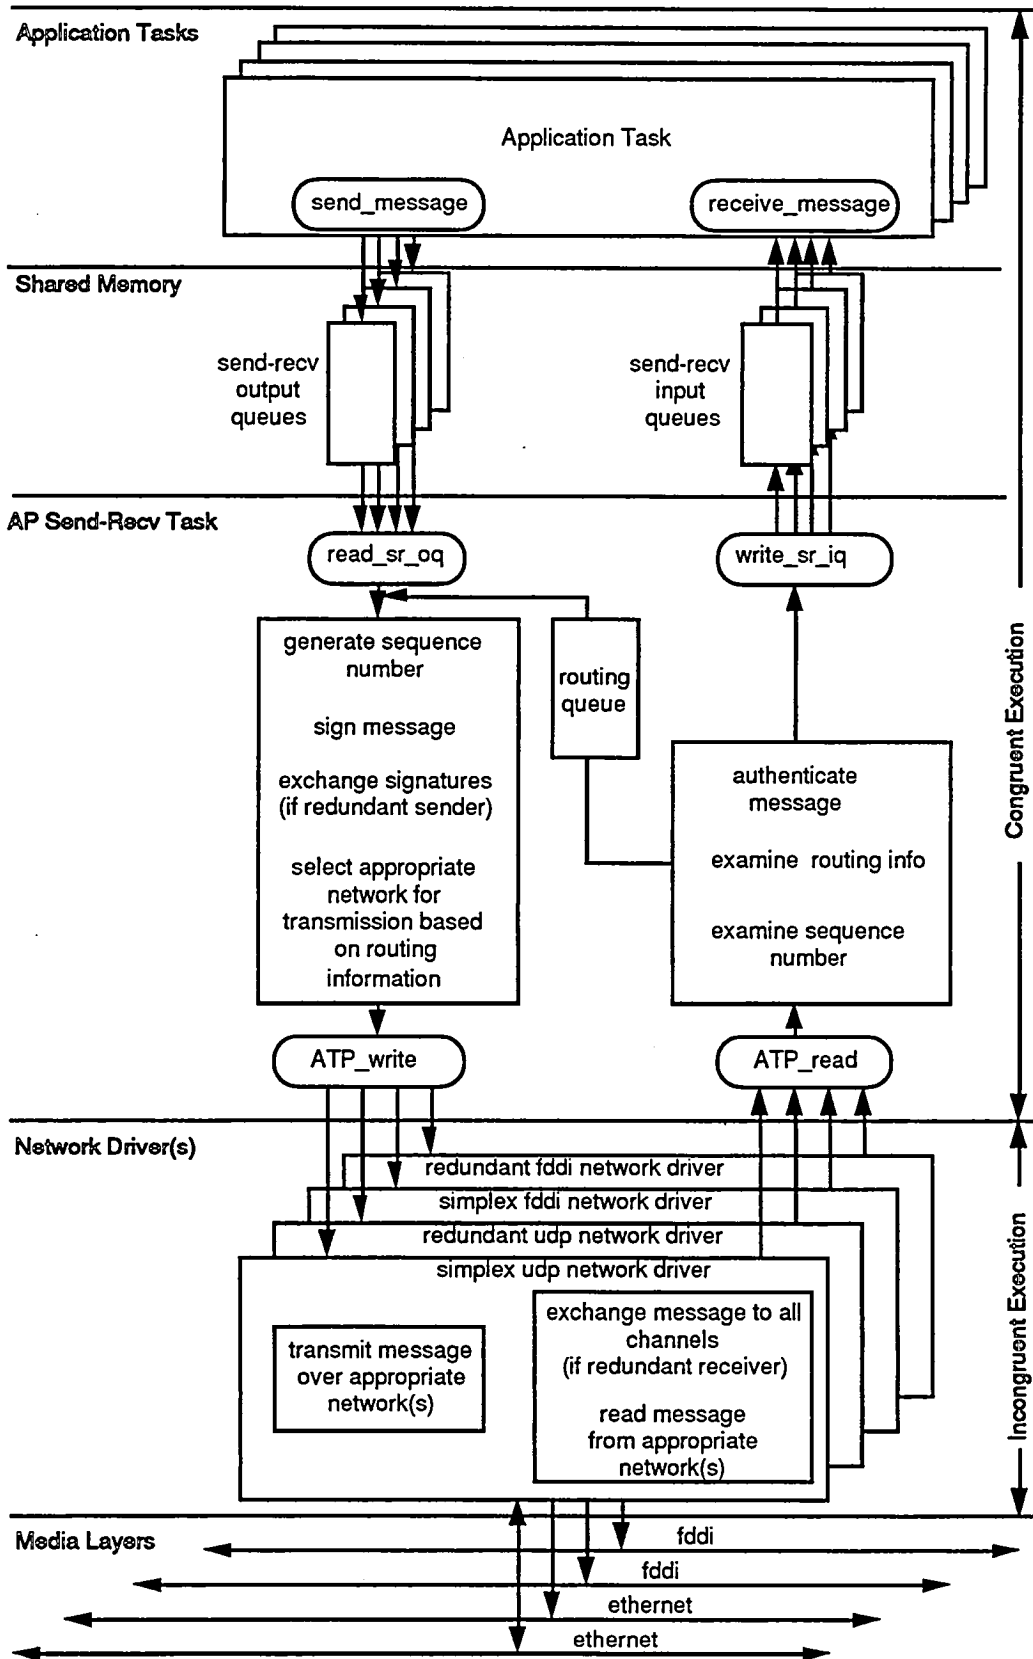 Application Tasks
Application Task
send_message
receive_message
Shared Memory
send-recv
output
queues
send-recv
input
queues
AP Send-Recv Task
read_sr_oq
write_sr_iq
generate sequence
number
sign message
exchange signatures
(if redundant sender)
select appropriate
network for
transmission based
on routing
information
routing
queue
authenticate
message
examine routing info
examine sequence
number
Congruent Execution
ATP_write
ATP_read
Network Driver(s)
redundant fddi network driver
simplex fddi network driver
redundant udp network driver
simplex udp network driver
transmit message
over appropriate
network(s)
exchange message to all
channels
(if redundant receiver)
read message
from appropriate
network(s)
Incongruent Execution
Media Layers
fddi
fddi
ethernet
ethernet